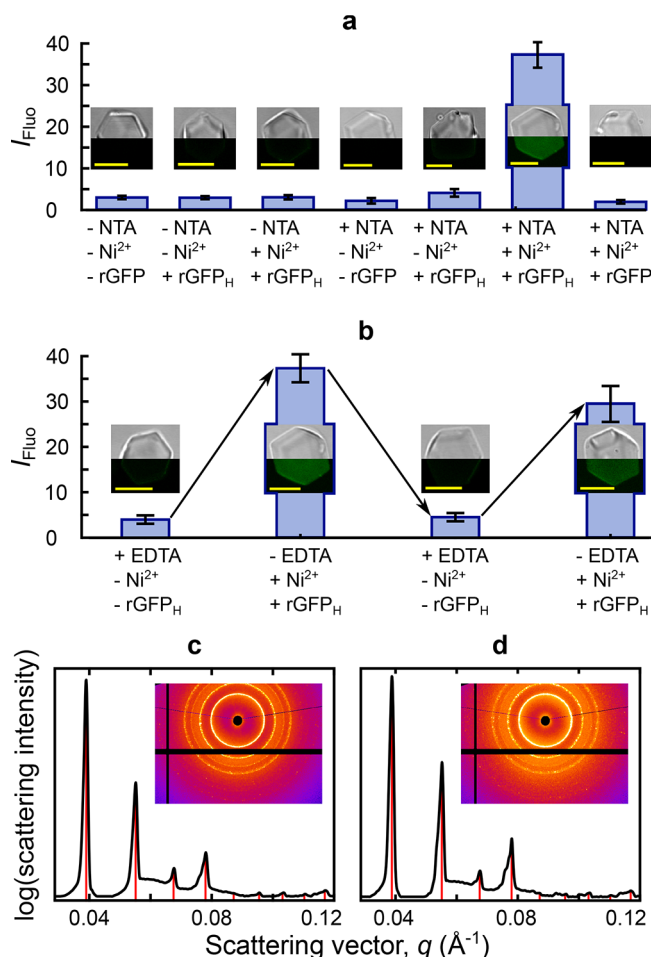 a
I_Fluo
40
30
20
10
0
- NTA - NTA - NTA + NTA + NTA + NTA + NTA
- Ni²⁺ - Ni²⁺ + Ni²⁺ - Ni²⁺ - Ni²⁺ + Ni²⁺ + Ni²⁺
- rGFP + rGFP_H + rGFP_H - rGFP + rGFP_H + rGFP_H + rGFP
b
I_Fluo
40
30
20
10
0
+ EDTA - EDTA + EDTA - EDTA
- Ni²⁺ + Ni²⁺ - Ni²⁺ + Ni²⁺
- rGFP_H + rGFP_H - rGFP_H + rGFP_H
c d
log(scattering intensity)
0.04 0.08 0.12 0.04 0.08 0.12
Scattering vector, q (Å⁻¹)